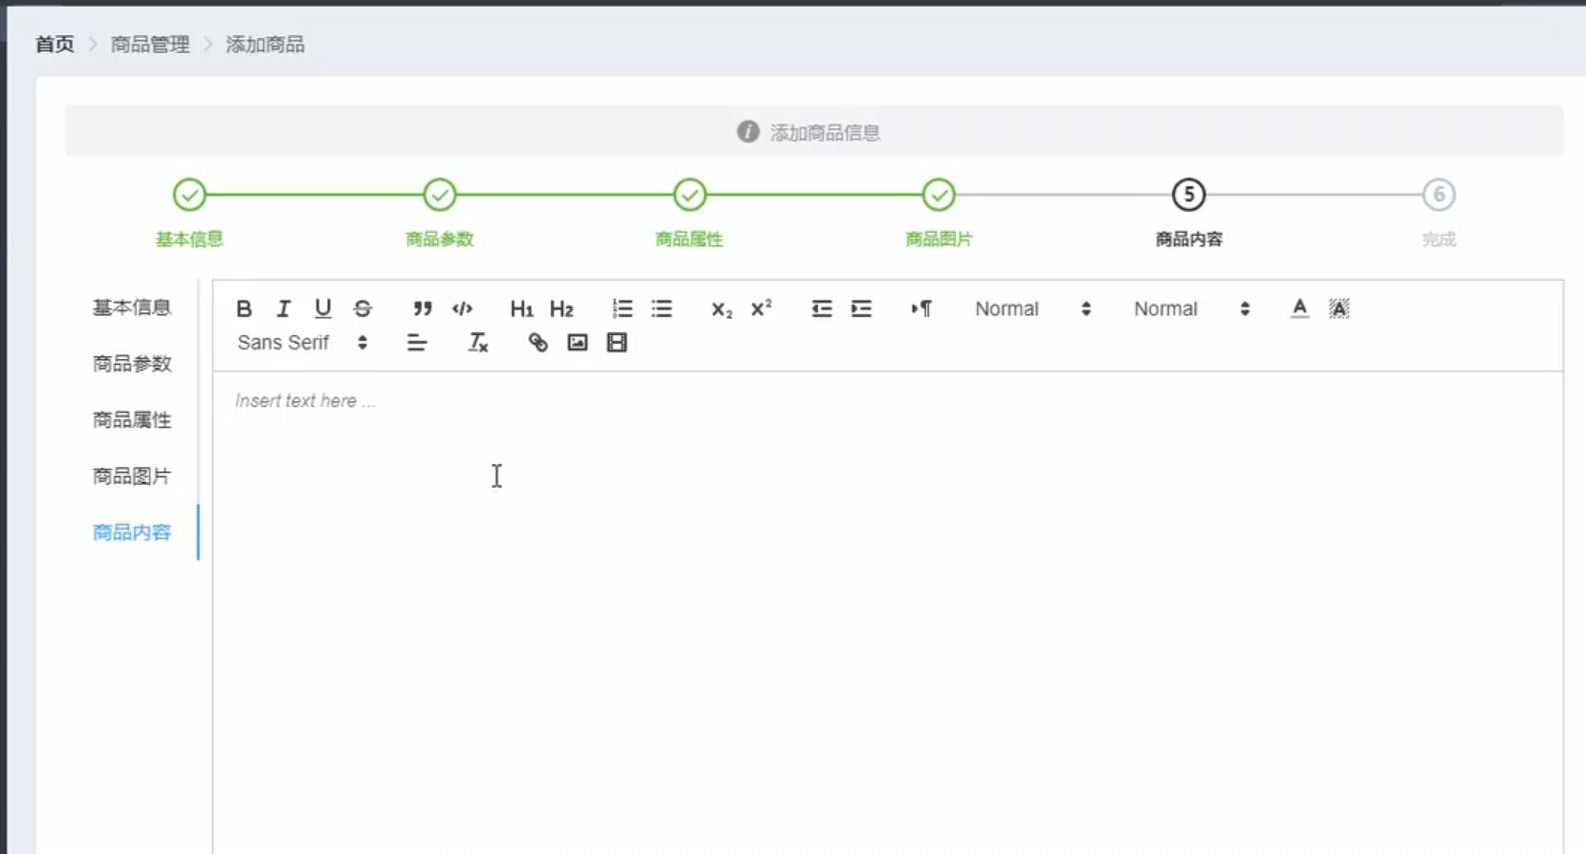 首页 > 商品管理 > 添加商品
添加商品信息
5 6
基本信息 商品参数 商品属性 商品图片 商品内容 完成
基本信息
商品参数
商品属性
商品图片
商品内容
B I U S H1 H2 X2 X² Normal Normal A A
Sans Serif Tx
Insert text here ...